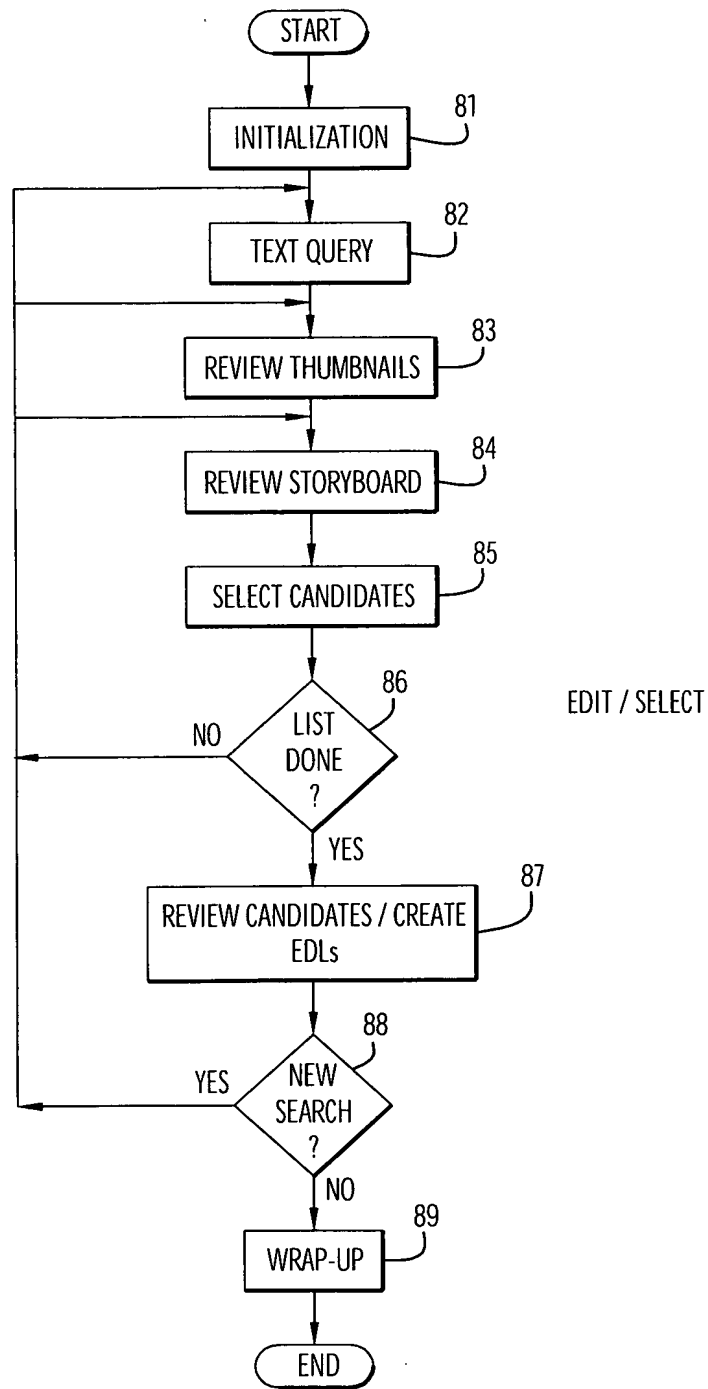 START
81
INITIALIZATION
82
TEXT QUERY
83
REVIEW THUMBNAILS
84
REVIEW STORYBOARD
85
SELECT CANDIDATES
86
EDIT / SELECT
NO
LIST
DONE
?
YES
87
REVIEW CANDIDATES / CREATE
EDLs
88
YES
NEW
SEARCH
?
NO
89
WRAP-UP
END